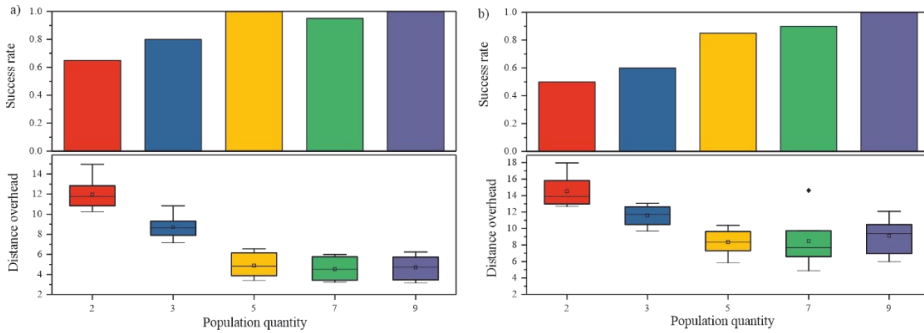 a)
Success rate
1.0
0.8
0.6
0.4
0.2
0.0
Distance overhead
14
12
10
8
6
4
2
2 3 5 7 9
Population quantity
b)
Success rate
1.0
0.8
0.6
0.4
0.2
0.0
Distance overhead
18
16
14
12
10
8
6
4
2
2 3 5 7 9
Population quantity